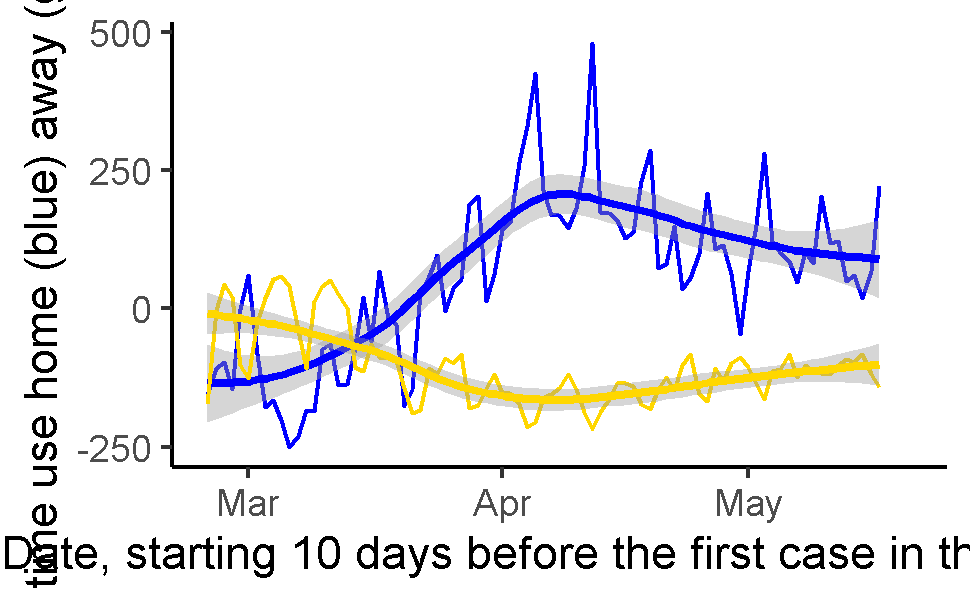 500
250
0
-250
Mar Apr May
time use home (blue) away (
Date, starting 10 days before the first case in